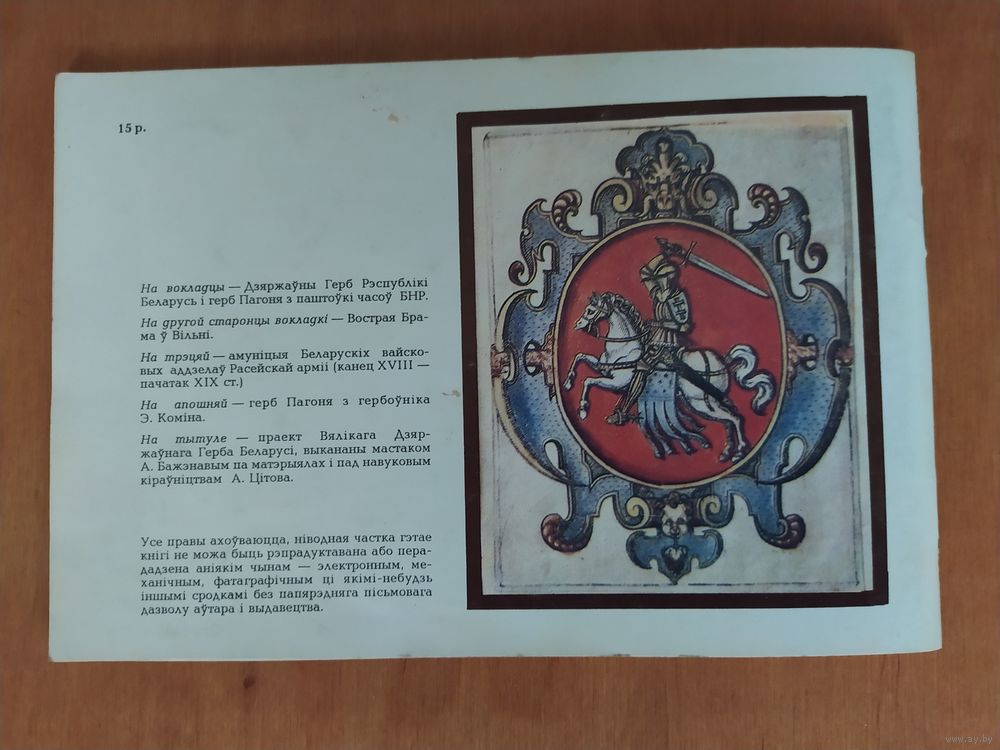 15 р.
На вокладцы — Дзяржаўны Герб Рэспублікі
Беларусь і герб Пагоня з паштоўкі часоў БНР.
На другой старонцы вокладкі — Вострая Бра-
ма ў Вільні.
На трэцяй — амуніцыя Беларускіх вайско-
вых аддзелаў Расейскай арміі (канец XVIII —
пачатак XIX ст.)
На апошняй — герб Пагоня з гербоўніка
Э. Коміна.
На тытуле — праект Вялікага Дзяр-
жаўнага Герба Беларусі, выкананы мастаком
А. Бажэнавым па матэрыялах і пад навуковым
кіраўніцтвам А. Цітова.
Усе правы ахоўваюцца, ніводная частка гэтае
кнігі не можа быць рэпрадуктавана або пера-
дадзена аніякім чынам — электронным, ме-
ханічным, фатаграфічным ці якімі-небудзь
іншымі сродкамі без папярэдняга пісьмовага
дазволу аўтара і выдавецтва.
www.ay.by